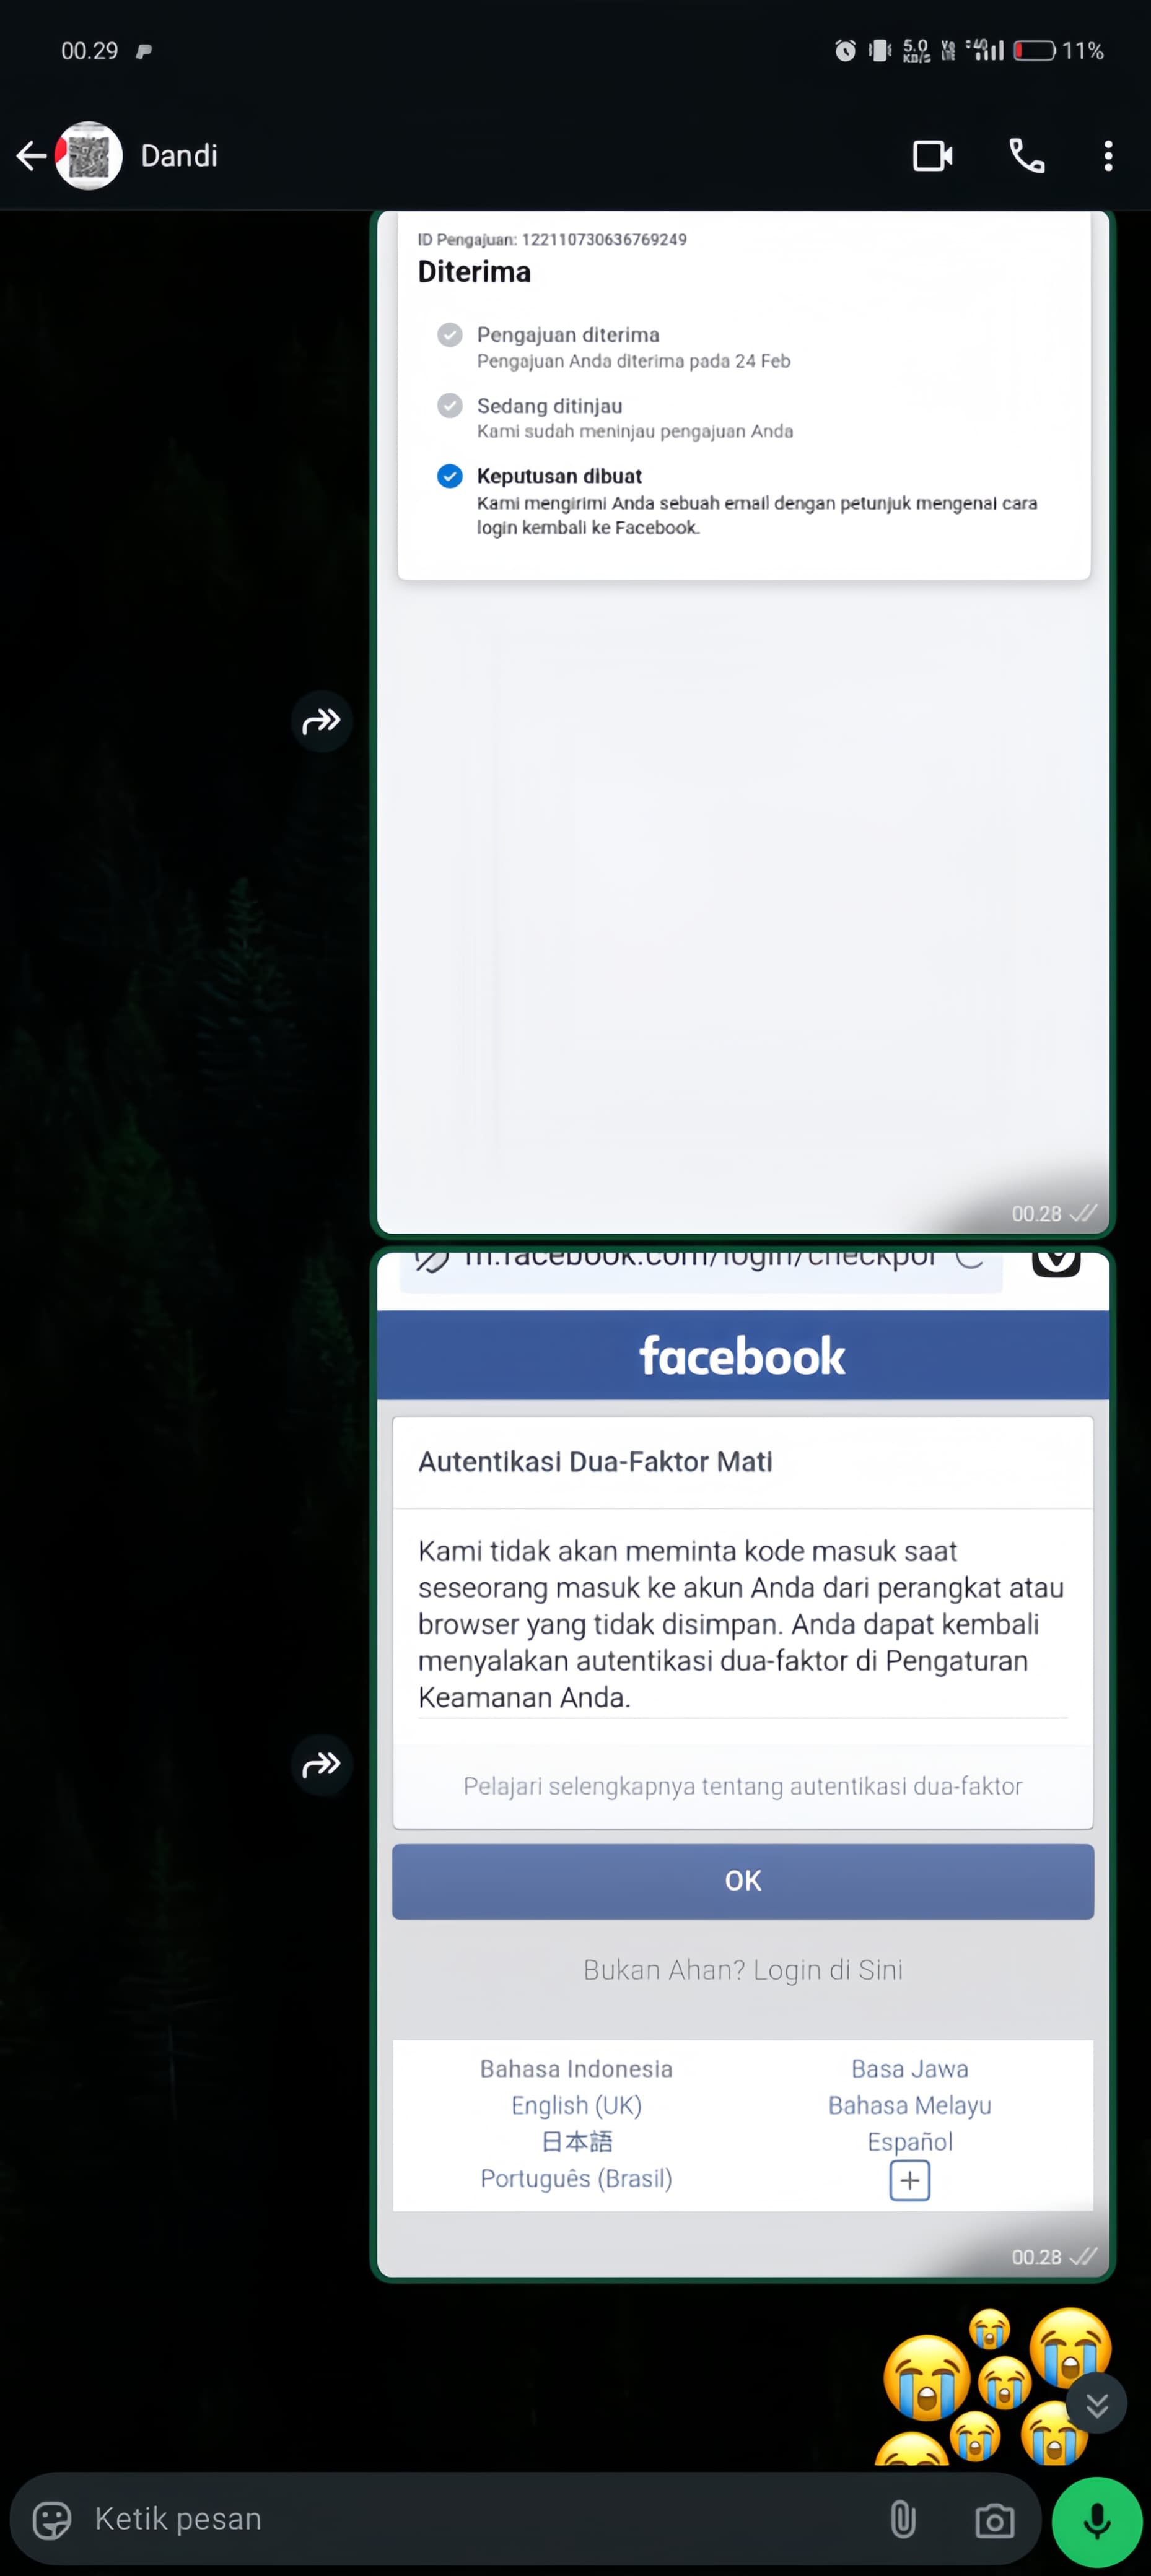 00.29
5.0
KB/S
4G
11%
Dandi
ID Pengajuan: 122110730636769249
Diterima
Pengajuan diterima
Pengajuan Anda diterima pada 24 Feb
Sedang ditinjau
Kami sudah meninjau pengajuan Anda
Keputusan dibuat
Kami mengirimi Anda sebuah email dengan petunjuk mengenai cara
login kembali ke Facebook.
00.28
m.facebook.com/login/checkpoi
facebook
Autentikasi Dua-Faktor Mati
Kami tidak akan meminta kode masuk saat
seseorang masuk ke akun Anda dari perangkat atau
browser yang tidak disimpan. Anda dapat kembali
menyalakan autentikasi dua-faktor di Pengaturan
Keamanan Anda.
Pelajari selengkapnya tentang autentikasi dua-faktor
OK
Bukan Ahan? Login di Sini
Bahasa Indonesia
Basa Jawa
English (UK)
Bahasa Melayu
日本語
Español
Português (Brasil)
00.28
Ketik pesan